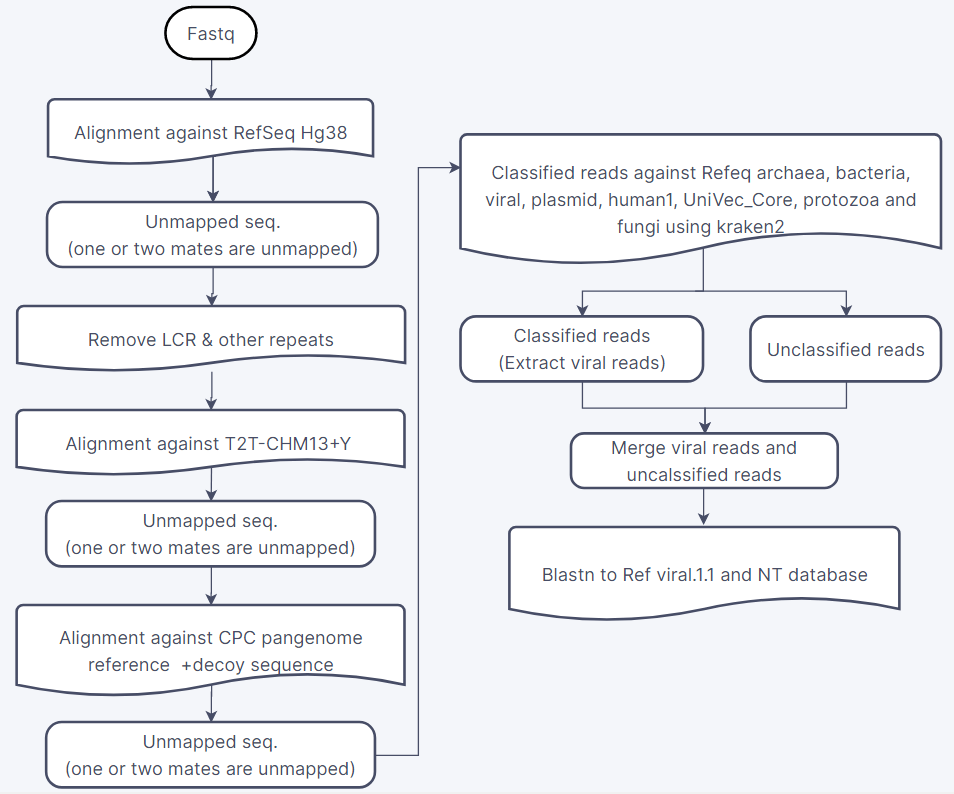 Fastq
Alignment against RefSeq Hg38
Unmapped seq.
(one or two mates are unmapped)
Remove LCR & other repeats
Alignment against T2T-CHM13+Y
Unmapped seq.
(one or two mates are unmapped)
Alignment against CPC pangenome
reference +decoy sequence
Unmapped seq.
(one or two mates are unmapped)
Classified reads against Refeq archaea, bacteria,
viral, plasmid, human1, UniVec_Core, protozoa and
fungi using kraken2
Classified reads
(Extract viral reads)
Unclassified reads
Merge viral reads and
uncalssified reads
Blastn to Ref viral.1.1 and NT database